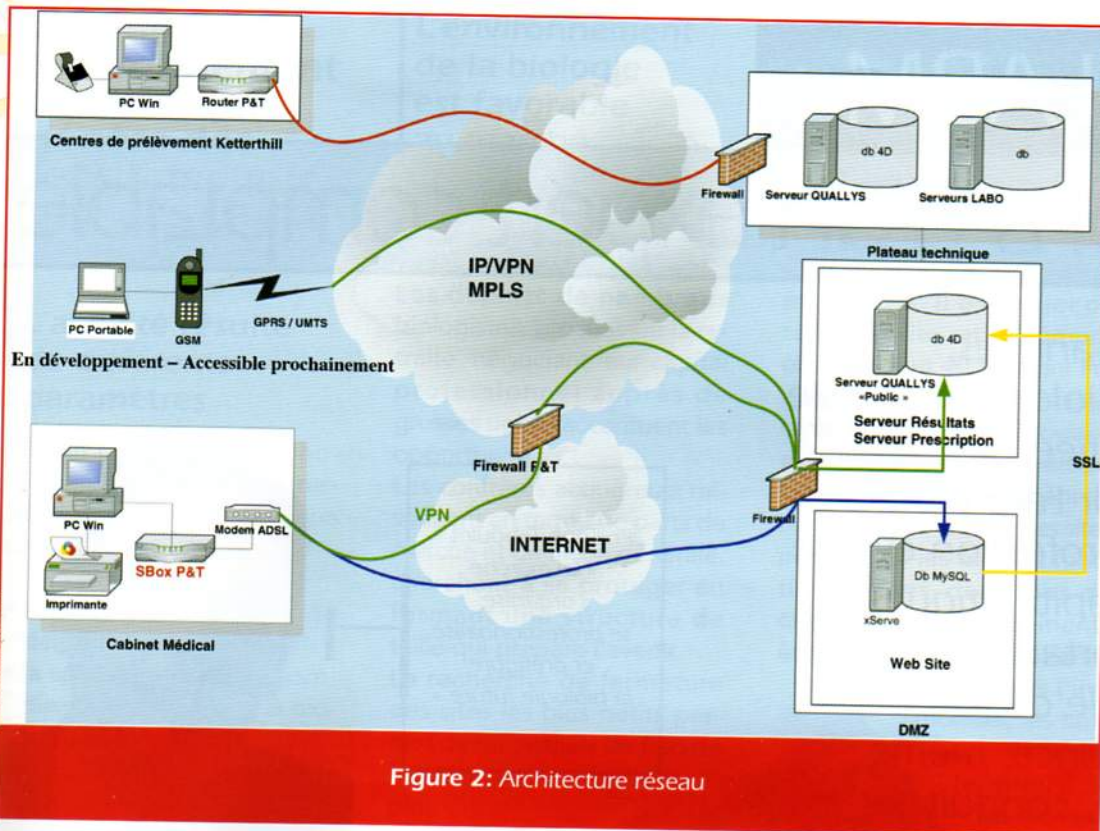 PC Win
Router P&T
Centres de prélèvement Ketterthill
Firewall
db 4D
Serveur QUALLYS
db
Serveurs LABO
Plateau technique
IP/VPN
MPLS
PC Portable
GSM
GPRS / UMTS
En développement – Accessible prochainement
db 4D
Serveur QUALLYS
«Public »
Serveur Résultats
Serveur Prescription
SSL
Firewall P&T
Firewall
PC Win
Modem ADSL
SBox P&T
Imprimante
Cabinet Médical
VPN
INTERNET
Db MySQL
xServe
Web Site
DMZ
Figure 2: Architecture réseau